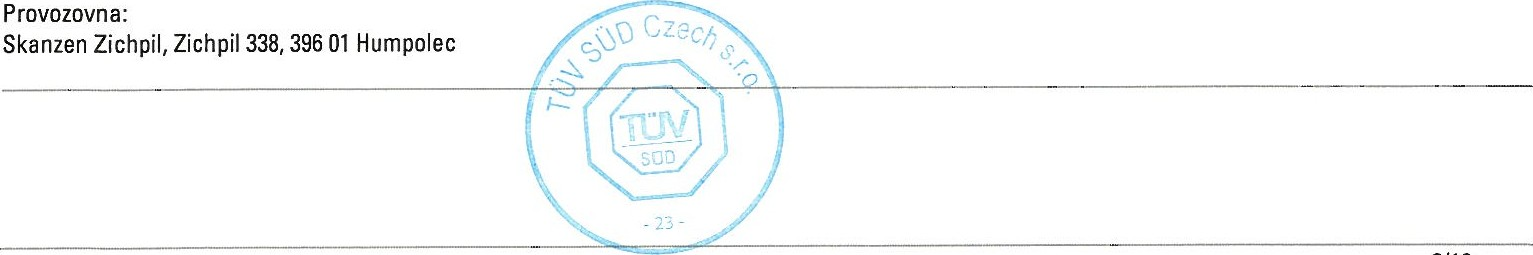 Provozovna:
Skanzen Zichpil, Zichpil 338, 396 01 Humpolec
TÜV SÜD Czech s.r.o.
TÜV
SÜD
- 23 -